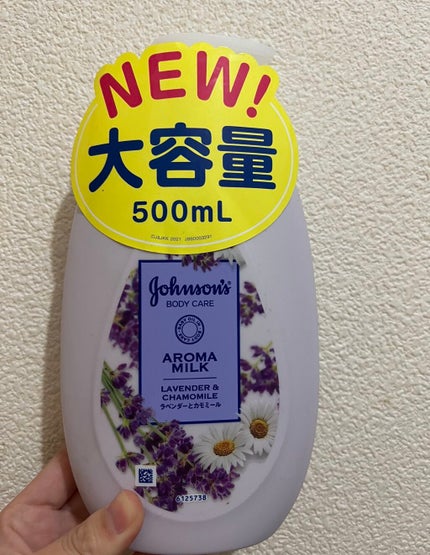 NEW!
大容量
500mL
Johnson's®
BODY CARE
AROMA
MILK
LAVENDER &
CHAMOMILE
ラベンダーとカモミール
6125738